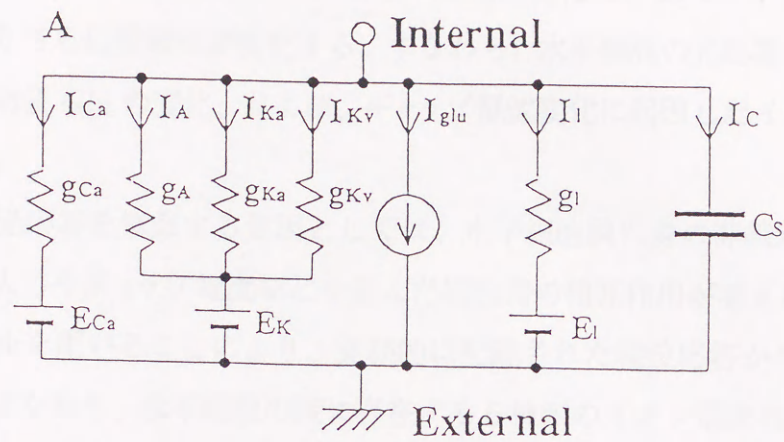 A
Internal
ICa IA IKa IKv Iglu Il IC
gCa gA gKa gKv gl CS
ECa EK El
External